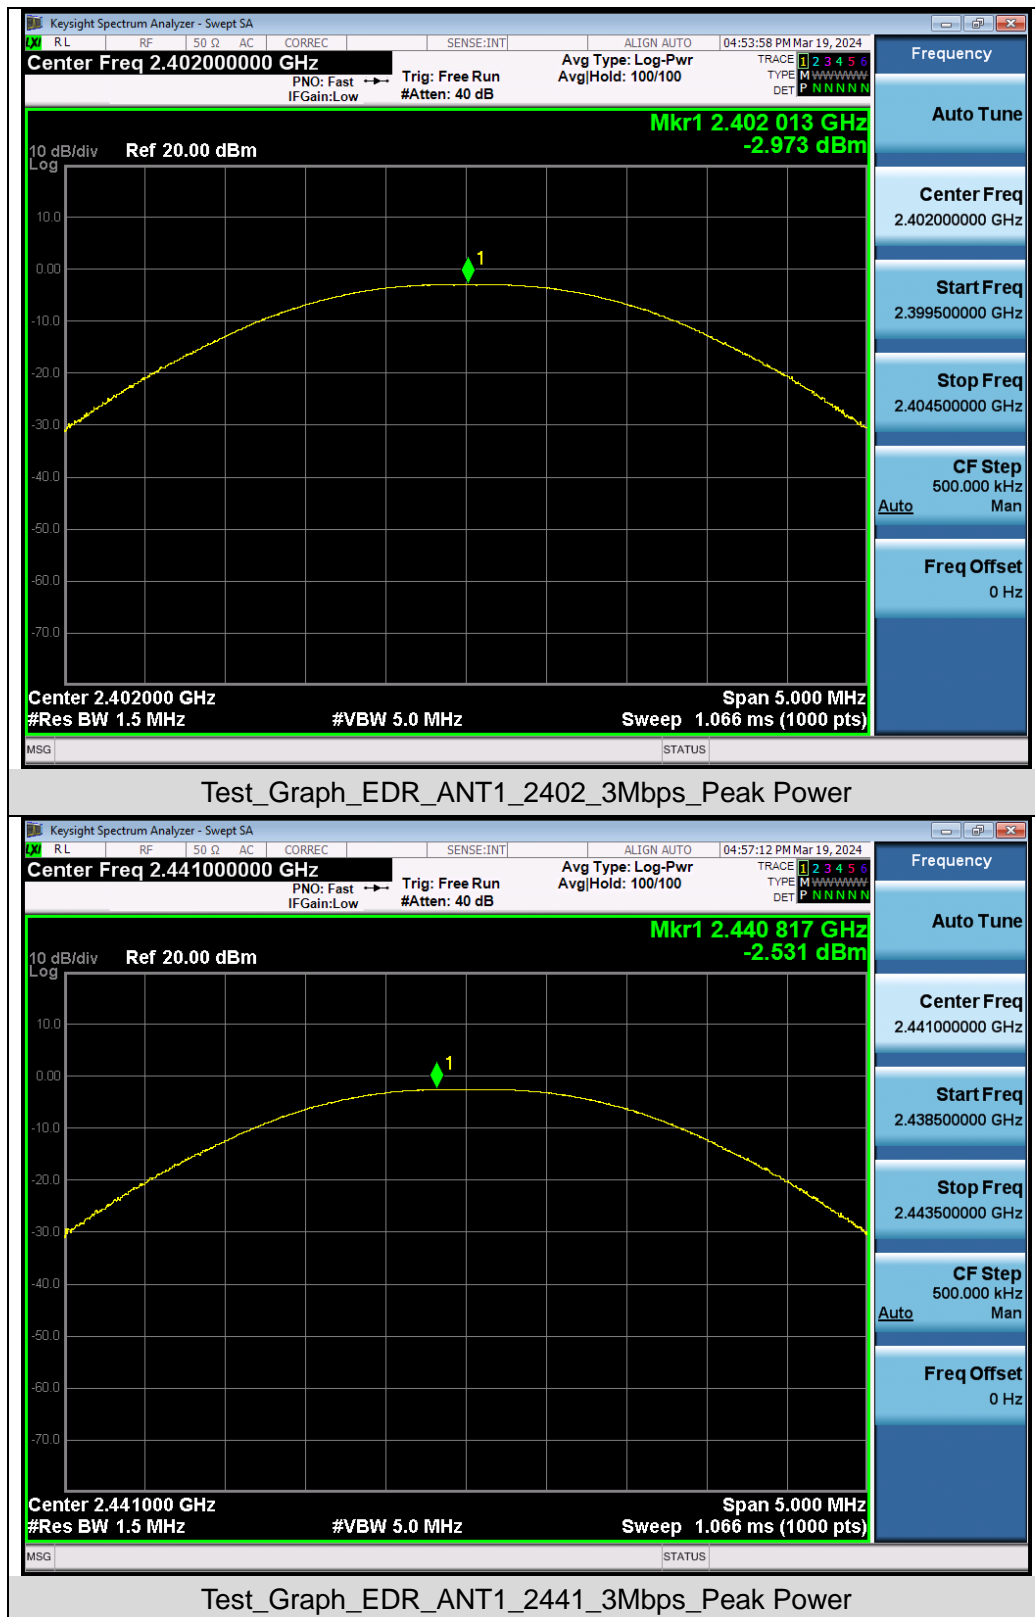 Keysight Spectrum Analyzer - Swept SA
LXI RL RF 50 Ω AC CORREC SENSE:INT ALIGN AUTO 04:53:58 PM Mar 19, 2024
Center Freq 2.402000000 GHz
PNO: Fast
IFGain:Low
Trig: Free Run
#Atten: 40 dB
Avg Type: Log-Pwr
Avg|Hold: 100/100
TRACE 1 2 3 4 5 6
TYPE M WWWWW
DET P N N N N N
Frequency
Auto Tune
Center Freq
2.402000000 GHz
Start Freq
2.399500000 GHz
Stop Freq
2.404500000 GHz
CF Step
500.000 kHz
Auto Man
Freq Offset
0 Hz
Mkr1 2.402 013 GHz
-2.973 dBm
10 dB/div Ref 20.00 dBm
Log
10.0
0.00
-10.0
-20.0
-30.0
-40.0
-50.0
-60.0
-70.0
1
Center 2.402000 GHz Span 5.000 MHz
#Res BW 1.5 MHz #VBW 5.0 MHz Sweep 1.066 ms (1000 pts)
MSG STATUS
Test_Graph_EDR_ANT1_2402_3Mbps_Peak Power
Keysight Spectrum Analyzer - Swept SA
LXI RL RF 50 Ω AC CORREC SENSE:INT ALIGN AUTO 04:57:12 PM Mar 19, 2024
Center Freq 2.441000000 GHz
PNO: Fast
IFGain:Low
Trig: Free Run
#Atten: 40 dB
Avg Type: Log-Pwr
Avg|Hold: 100/100
TRACE 1 2 3 4 5 6
TYPE M WWWWW
DET P N N N N N
Frequency
Auto Tune
Center Freq
2.441000000 GHz
Start Freq
2.438500000 GHz
Stop Freq
2.443500000 GHz
CF Step
500.000 kHz
Auto Man
Freq Offset
0 Hz
Mkr1 2.440 817 GHz
-2.531 dBm
10 dB/div Ref 20.00 dBm
Log
10.0
0.00
-10.0
-20.0
-30.0
-40.0
-50.0
-60.0
-70.0
1
Center 2.441000 GHz Span 5.000 MHz
#Res BW 1.5 MHz #VBW 5.0 MHz Sweep 1.066 ms (1000 pts)
MSG STATUS
Test_Graph_EDR_ANT1_2441_3Mbps_Peak Power